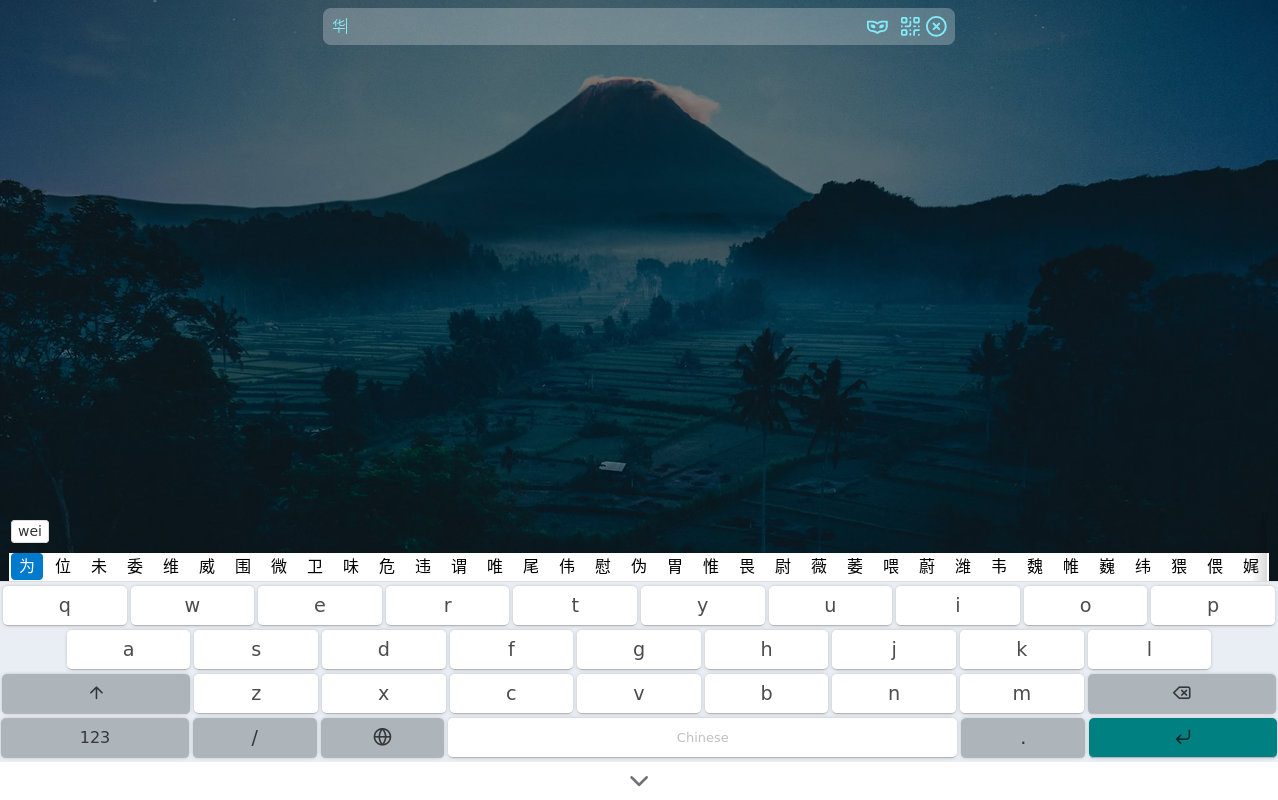 华
wei
为 位 未 委 维 威 围 微 卫 味 危 违 谓 唯 尾 伟 慰 伪 胃 惟 畏 尉 薇 萎 喂 蔚 潍 韦 魏 帷 巍 纬 猥 偎 娓
q w e r t y u i o p
a s d f g h j k l
z x c v b n m
123 / Chinese .